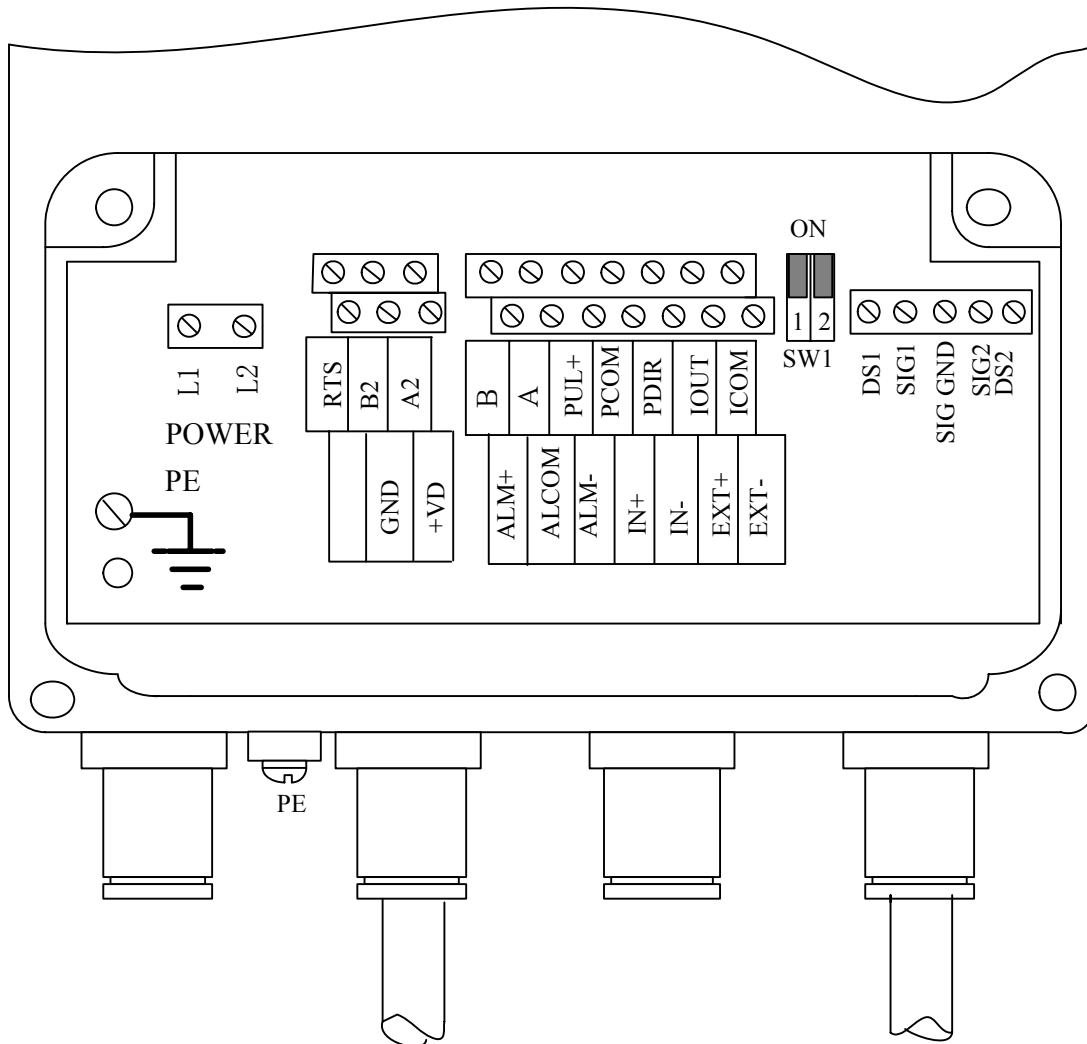 ON
1 2
SW1
L1 L2
POWER
PE
RTS B2 A2
GND +VD
B A PUL+ PCOM PDIR IOUT ICOM
ALM+ ALCOM ALM- IN+ IN- EXT+ EXT-
DS1 SIG1 SIG GND SIG2 DS2
PE